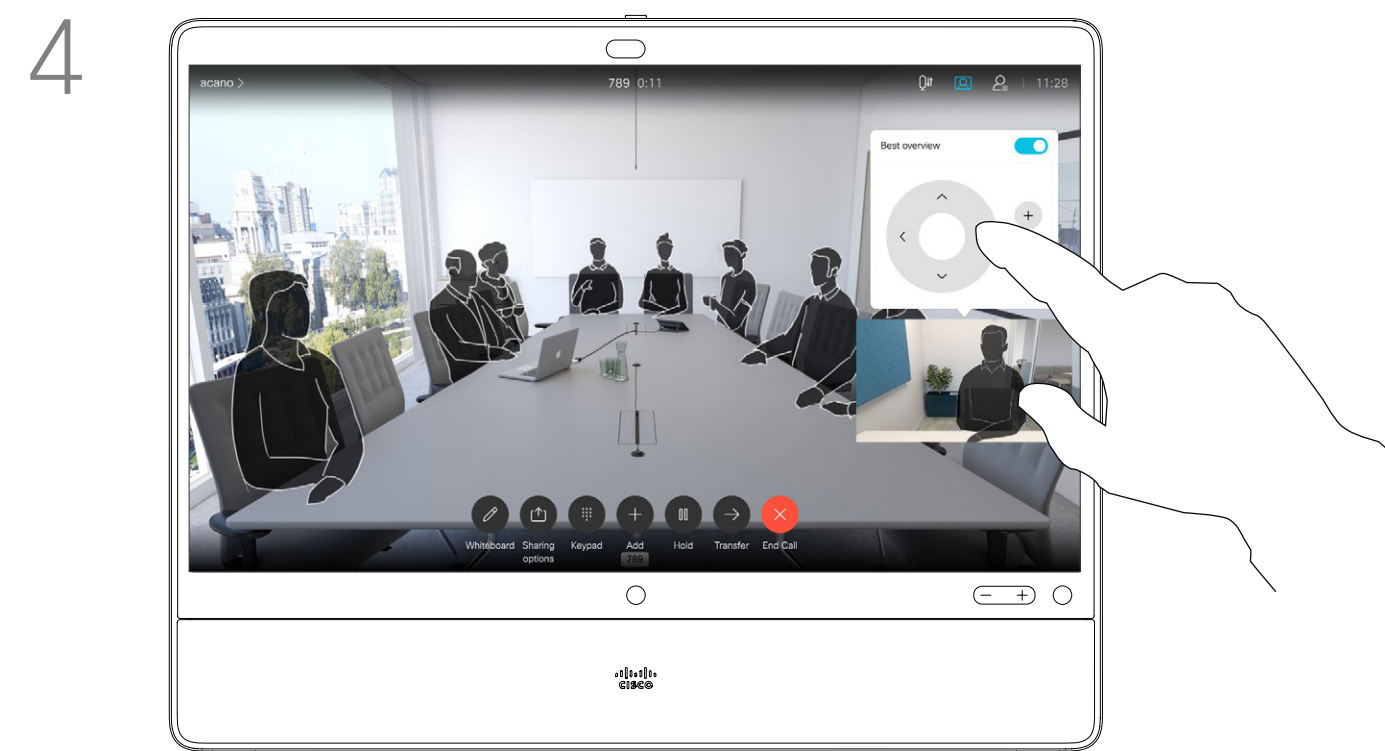 4
acano >
789 0:11
11:28
Best overview
Whiteboard
Sharing
options
Keypad
Add
Hold
Transfer
End Call
789
CISCO